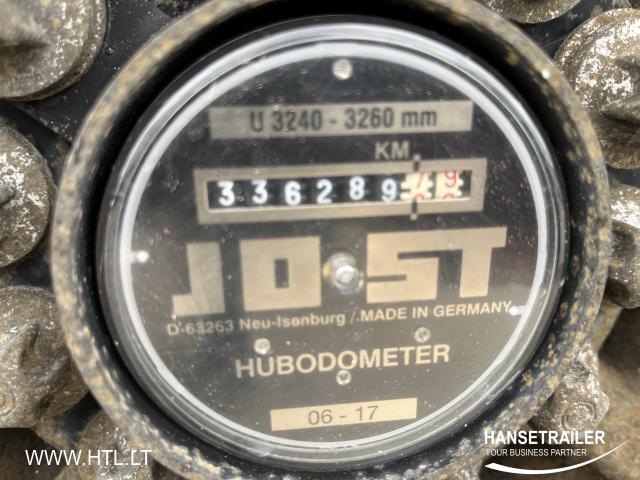 U 3240 - 3260 mm
KM
336289
JOST
D-63263 Neu-Isenburg / MADE IN GERMANY
HUBODOMETER
06 - 17
WWW.HTL.LT
HANSETRAILER
YOUR BUSINESS PARTNER